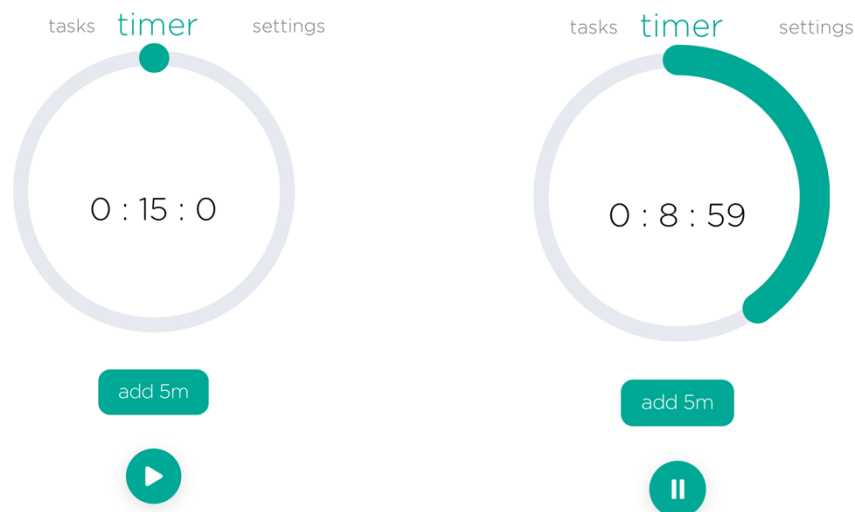 tasks timer settings
0 : 15 : 0
add 5m
tasks timer settings
0 : 8 : 59
add 5m